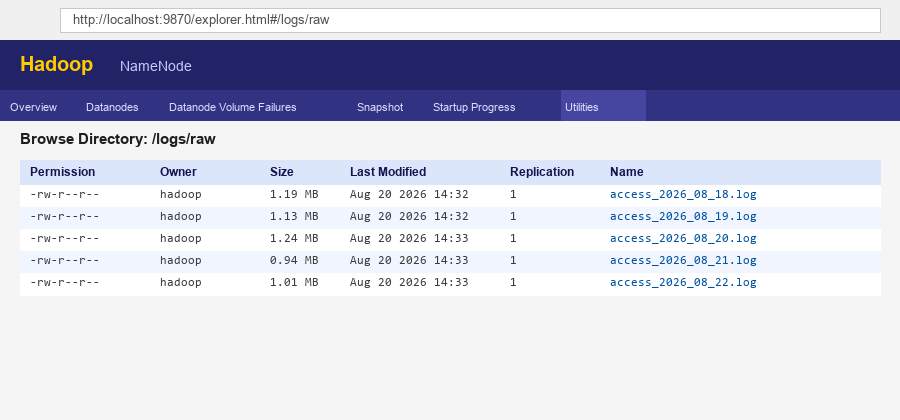 http://localhost:9870/explorer.html#/logs/raw
Hadoop NameNode
Overview Datanodes Datanode Volume Failures Snapshot Startup Progress Utilities
Browse Directory: /logs/raw
Permission Owner Size Last Modified Replication Name
-rw-r--r-- hadoop 1.19 MB Aug 20 2026 14:32 1 access_2026_08_18.log
-rw-r--r-- hadoop 1.13 MB Aug 20 2026 14:32 1 access_2026_08_19.log
-rw-r--r-- hadoop 1.24 MB Aug 20 2026 14:33 1 access_2026_08_20.log
-rw-r--r-- hadoop 0.94 MB Aug 20 2026 14:33 1 access_2026_08_21.log
-rw-r--r-- hadoop 1.01 MB Aug 20 2026 14:33 1 access_2026_08_22.log